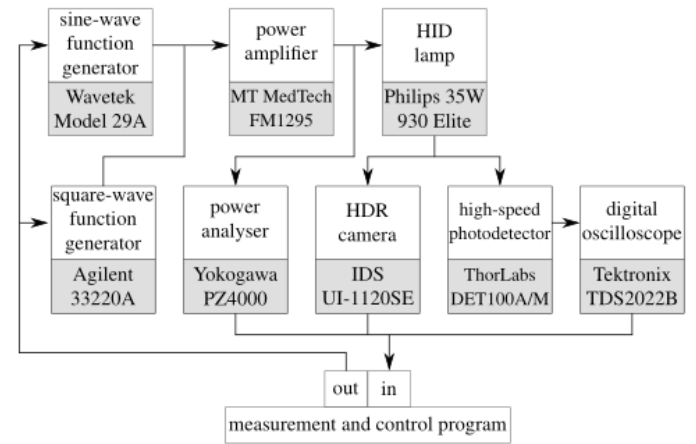 sine-wave
function
generator
Wavetek
Model 29A
power
amplifier
MT MedTech
FM1295
HID
lamp
Philips 35W
930 Elite
square-wave
function
generator
Agilent
33220A
power
analyser
Yokogawa
PZ4000
HDR
camera
IDS
UI-1120SE
high-speed
photodetector
ThorLabs
DET100A/M
digital
oscilloscope
Tektronix
TDS2022B
out
in
measurement and control program